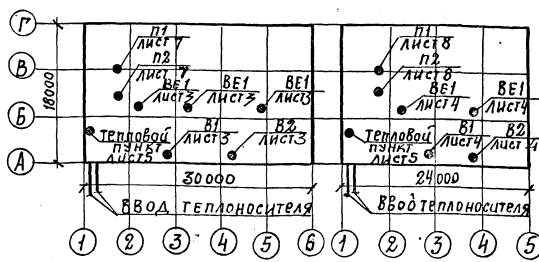 Г
В
Б
А
18000
П1
ЛИСТ 7
П2
ЛИСТ 7
ВЕ1
ЛИСТ 3
ВЕ1
ЛИСТ 3
ВЕ1
ЛИСТ 3
ТЕПЛОВОЙ
ПУНКТ
ЛИСТ 5
В1
ЛИСТ 3
В2
ЛИСТ 3
30000
ВВОД ТЕПЛОНОСИТЕЛЯ
1 2 3 4 5 6
П1
ЛИСТ 8
П2
ЛИСТ 8
ВЕ1
ЛИСТ 4
ВЕ1
ЛИСТ 4
ТЕПЛОВОЙ
ПУНКТ
ЛИСТ 5
В1
ЛИСТ 4
В2
ЛИСТ 4
24000
ВВОД ТЕПЛОНОСИТЕЛЯ
1 2 3 4 5